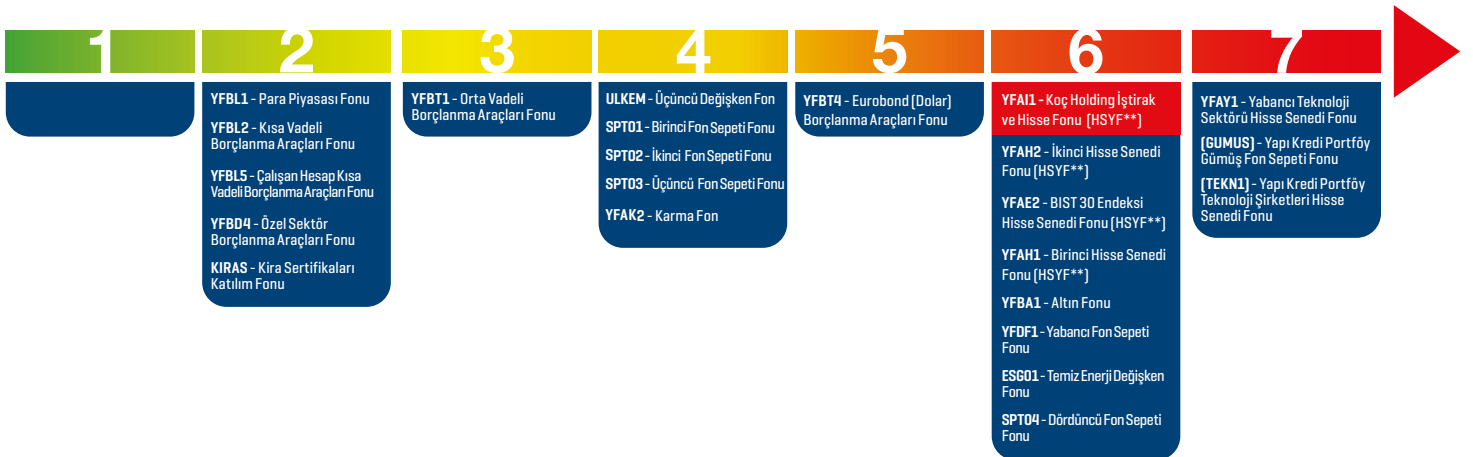 1
2
YFBL1 - Para Piyasası Fonu
YFBL2 - Kısa Vadeli
Borçlanma Araçları Fonu
YFBL5 - Çalışan Hesap Kısa
Vadeli Borçlanma Araçları Fonu
YFBD4 - Özel Sektör
Borçlanma Araçları Fonu
KIRAS - Kira Sertifikaları
Katılım Fonu
3
YFBT1 - Orta Vadeli
Borçlanma Araçları Fonu
4
ULKEM - Üçüncü Değişken Fon
SPT01 - Birinci Fon Sepeti Fonu
SPT02 - İkinci Fon Sepeti Fonu
SPT03 - Üçüncü Fon Sepeti Fonu
YFAK2 - Karma Fon
5
YFBT4 - Eurobond (Dolar)
Borçlanma Araçları Fonu
6
YFAI1 - Koç Holding İştirak
ve Hisse Fonu (HSYF**)
YFAH2 - İkinci Hisse Senedi
Fonu (HSYF**)
YFAE2 - BIST 30 Endeksi
Hisse Senedi Fonu (HSYF**)
YFAH1 - Birinci Hisse Senedi
Fonu (HSYF**)
YFBA1 - Altın Fonu
YFDF1 - Yabancı Fon Sepeti
Fonu
ESG01 - Temiz Enerji Değişken
Fonu
SPT04 - Dördüncü Fon Sepeti
Fonu
7
YFAY1 - Yabancı Teknoloji
Sektörü Hisse Senedi Fonu
(GUMUS) - Yapı Kredi Portföy
Gümüş Fon Sepeti Fonu
(TEKN1) - Yapı Kredi Portföy
Teknoloji Şirketleri Hisse
Senedi Fonu